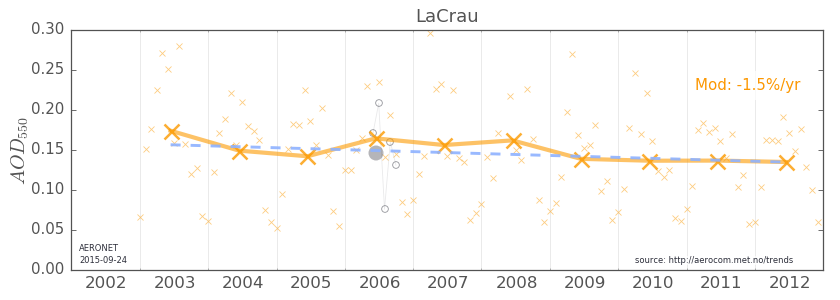 LaCrau
0.30
0.25
0.20
0.15
0.10
0.05
0.00
AOD550
Mod: -1.5%/yr
AERONET
2015-09-24
source: http://aerocom.met.no/trends
2002 2003 2004 2005 2006 2007 2008 2009 2010 2011 2012